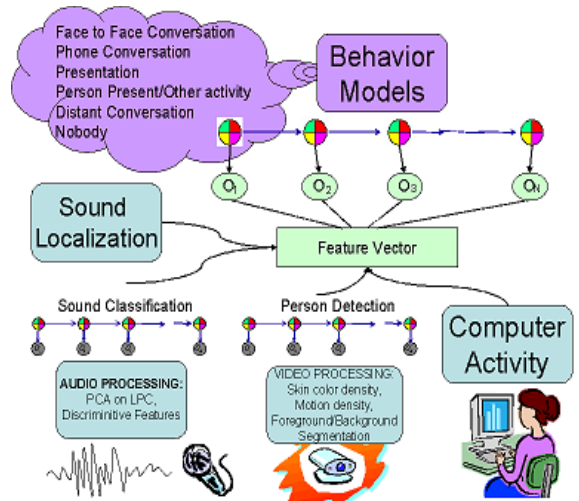 Face to Face Conversation
Phone Conversation
Presentation
Person Present/Other activity
Distant Conversation
Nobody
Behavior
Models
O1
O2
O3
ON
Sound
Localization
Feature Vector
Sound Classification
Person Detection
Computer
Activity
AUDIO PROCESSING:
PCA on LPC,
Discriminitive Features
VIDEO PROCESSING:
Skin color density,
Motion density,
Foreground/Background
Segmentation